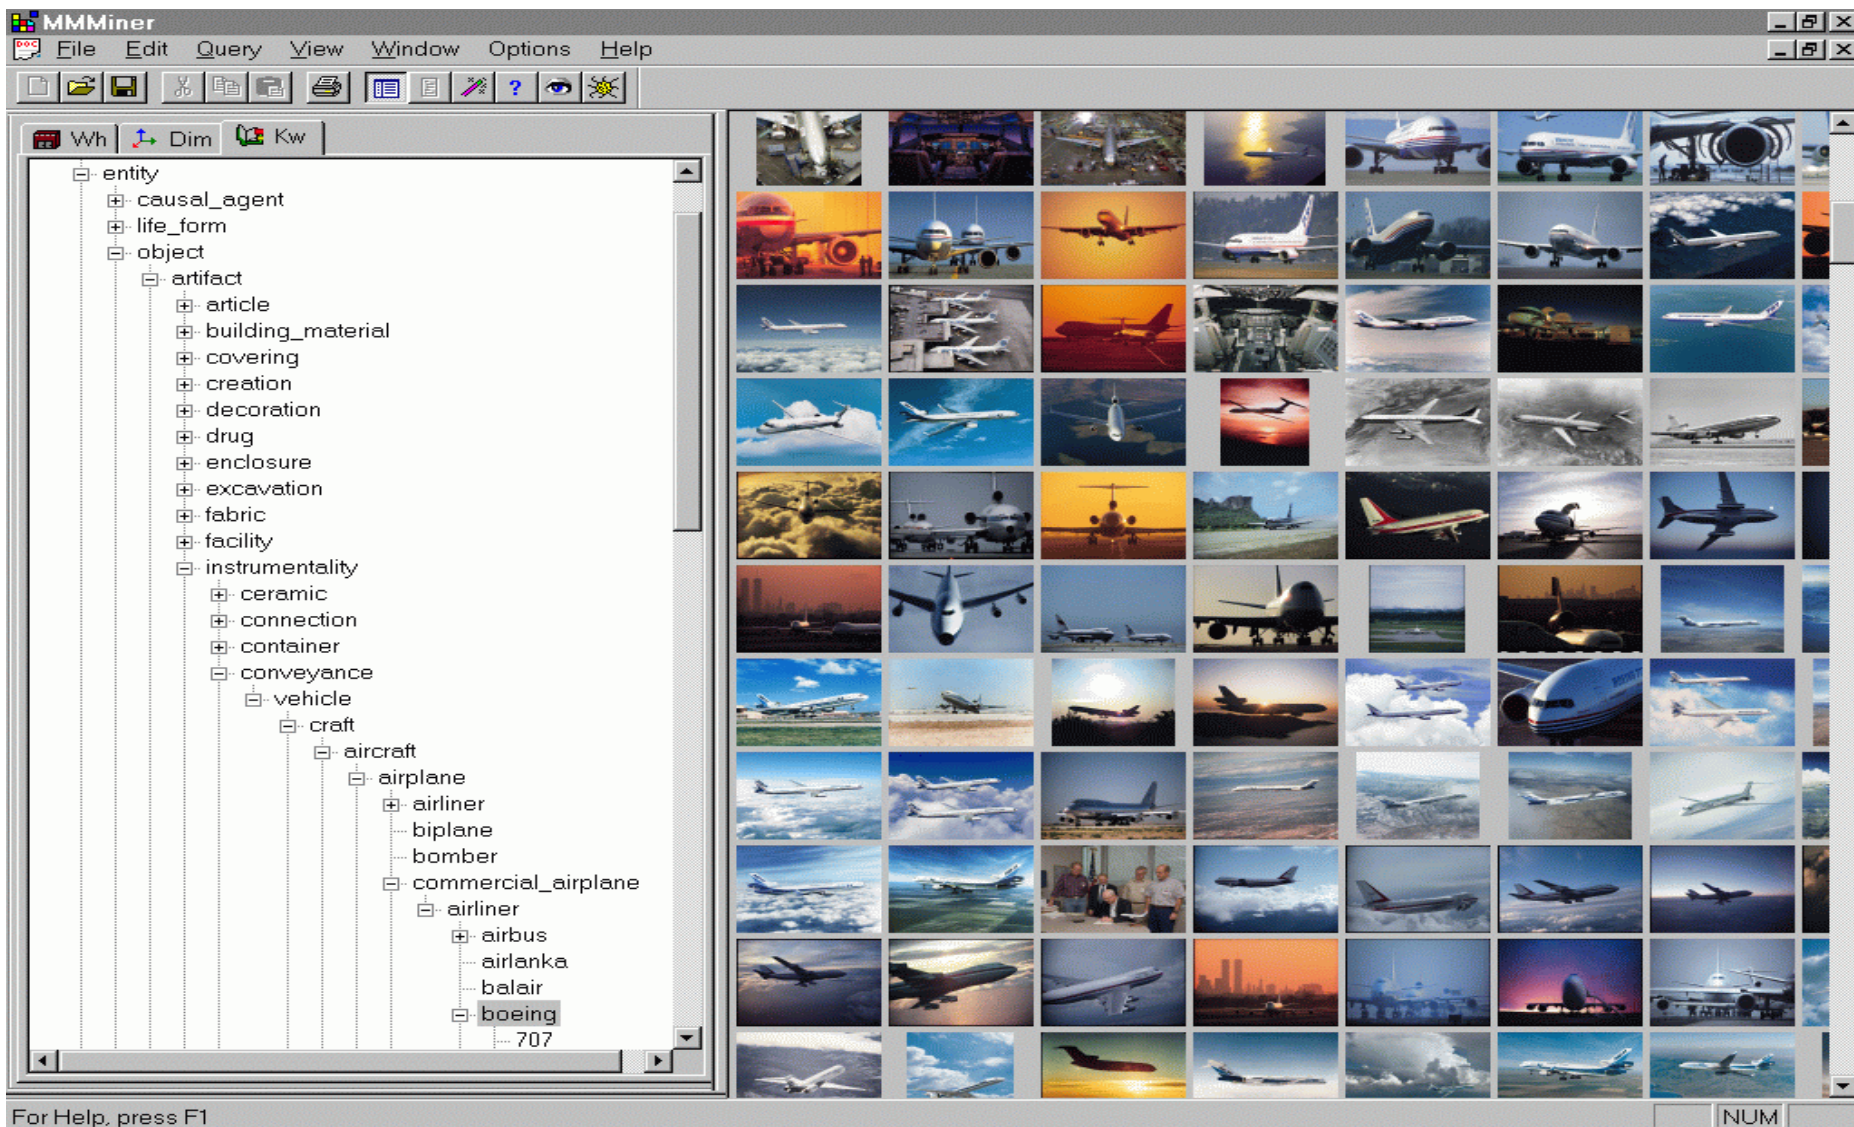 MMMiner
File Edit Query View Window Options Help
Wh Dim Kw
entity
causal_agent
life_form
object
artifact
article
building_material
covering
creation
decoration
drug
enclosure
excavation
fabric
facility
instrumentality
ceramic
connection
container
conveyance
vehicle
craft
aircraft
airplane
airliner
biplane
bomber
commercial_airplane
airliner
airbus
airlanka
balair
boeing
707
For Help, press F1
NUM